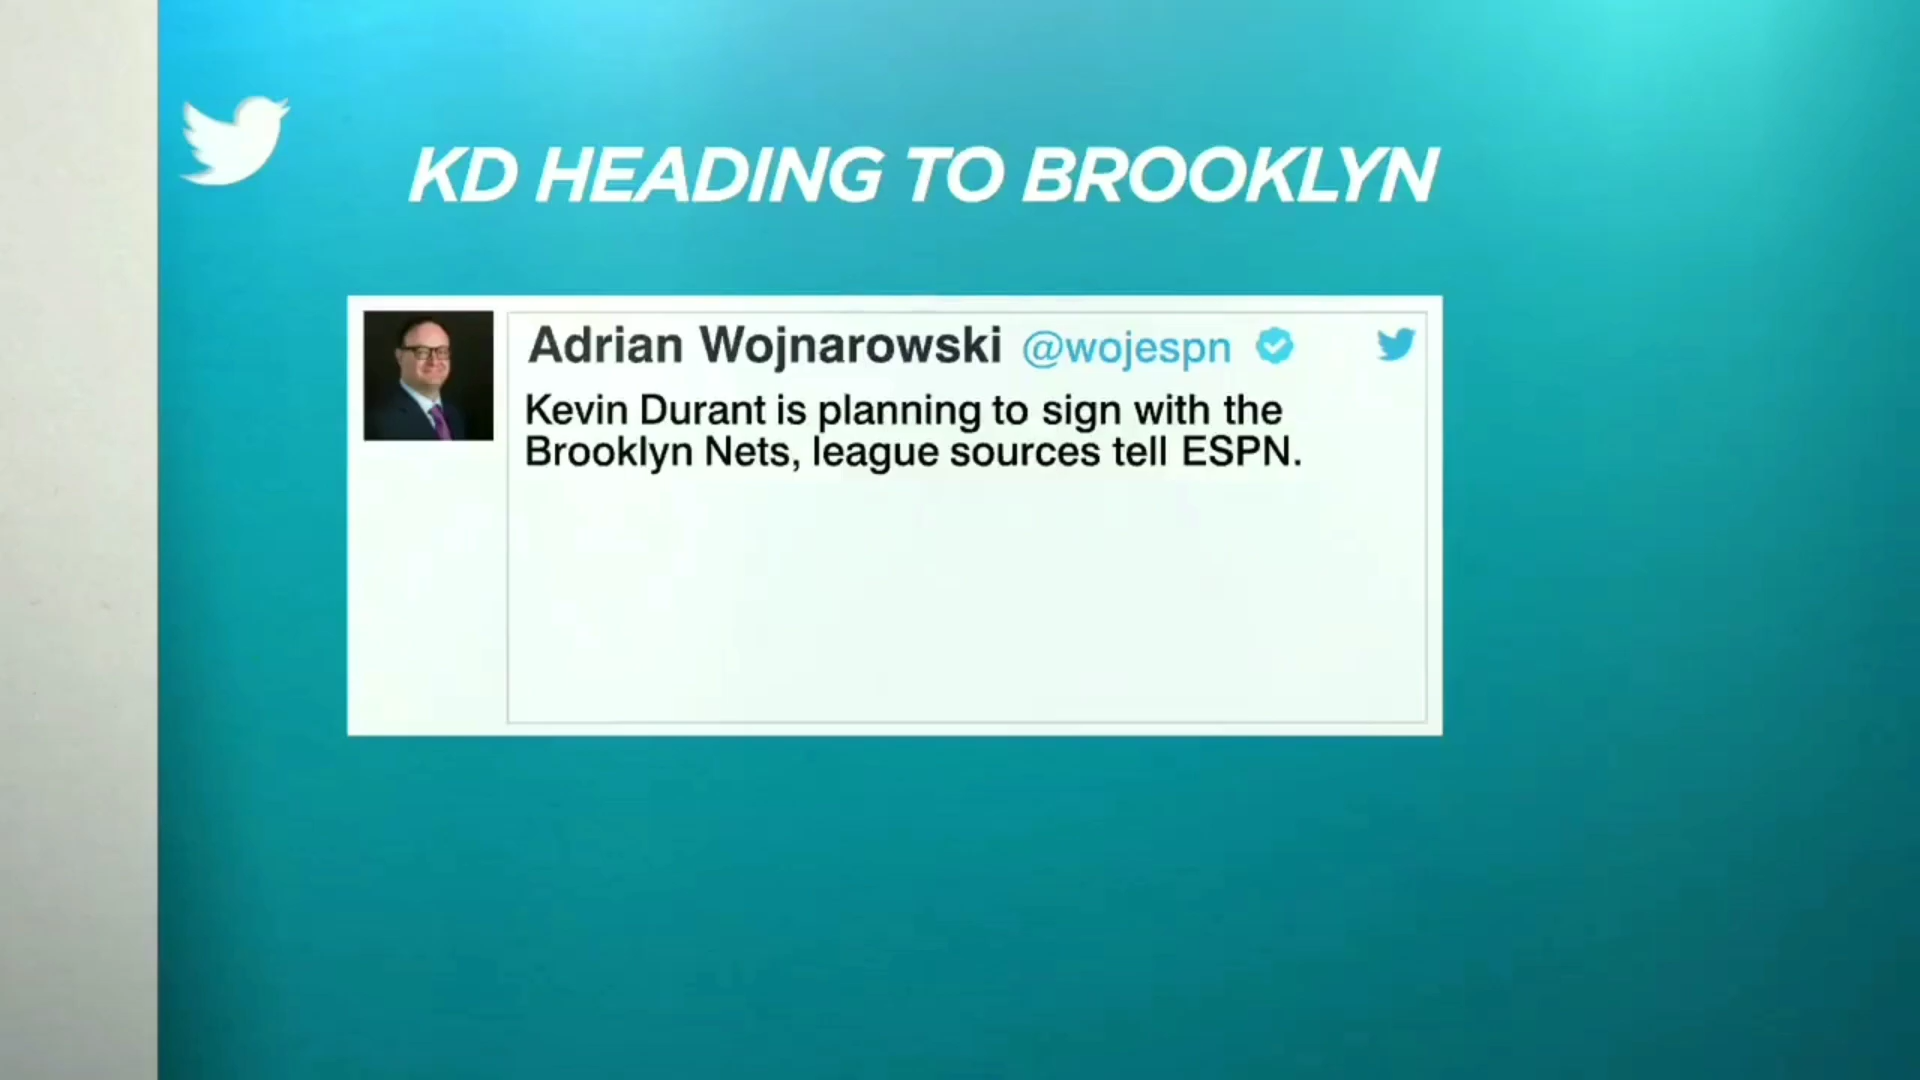 KD HEADING TO BROOKLYN
Adrian Wojnarowski @wojespn
Kevin Durant is planning to sign with the
Brooklyn Nets, league sources tell ESPN.